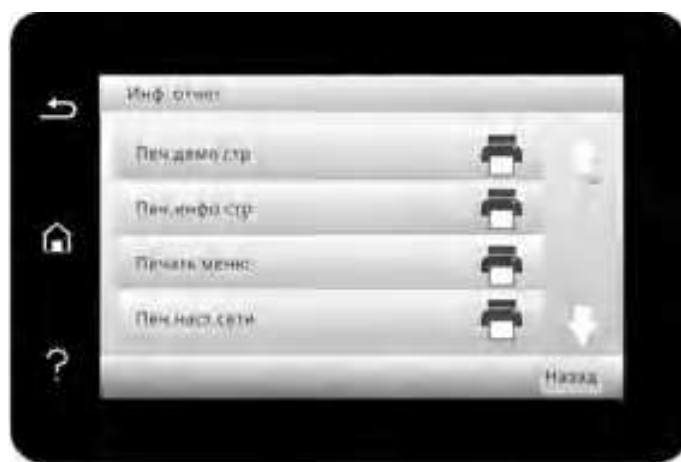 Инф. отчет
Печ.демо.стр
Печ.инфо.стр
Печать меню
Печ.наст.сети
Назад